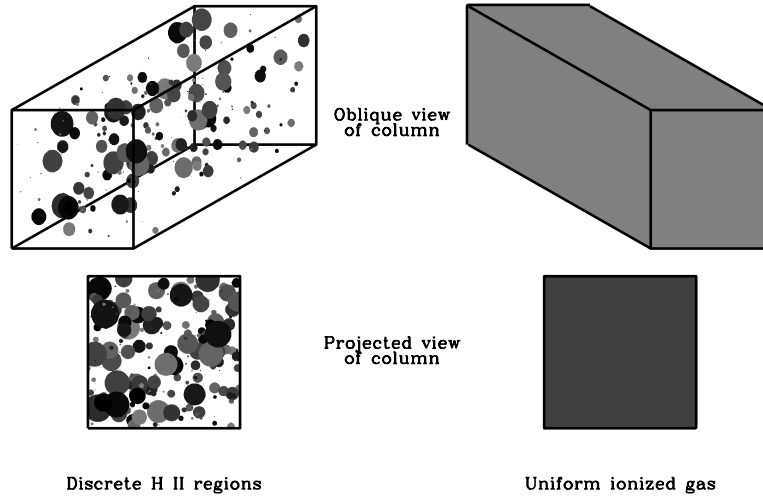 Oblique view
of column
Projected view
of column
Discrete H II regions
Uniform ionized gas